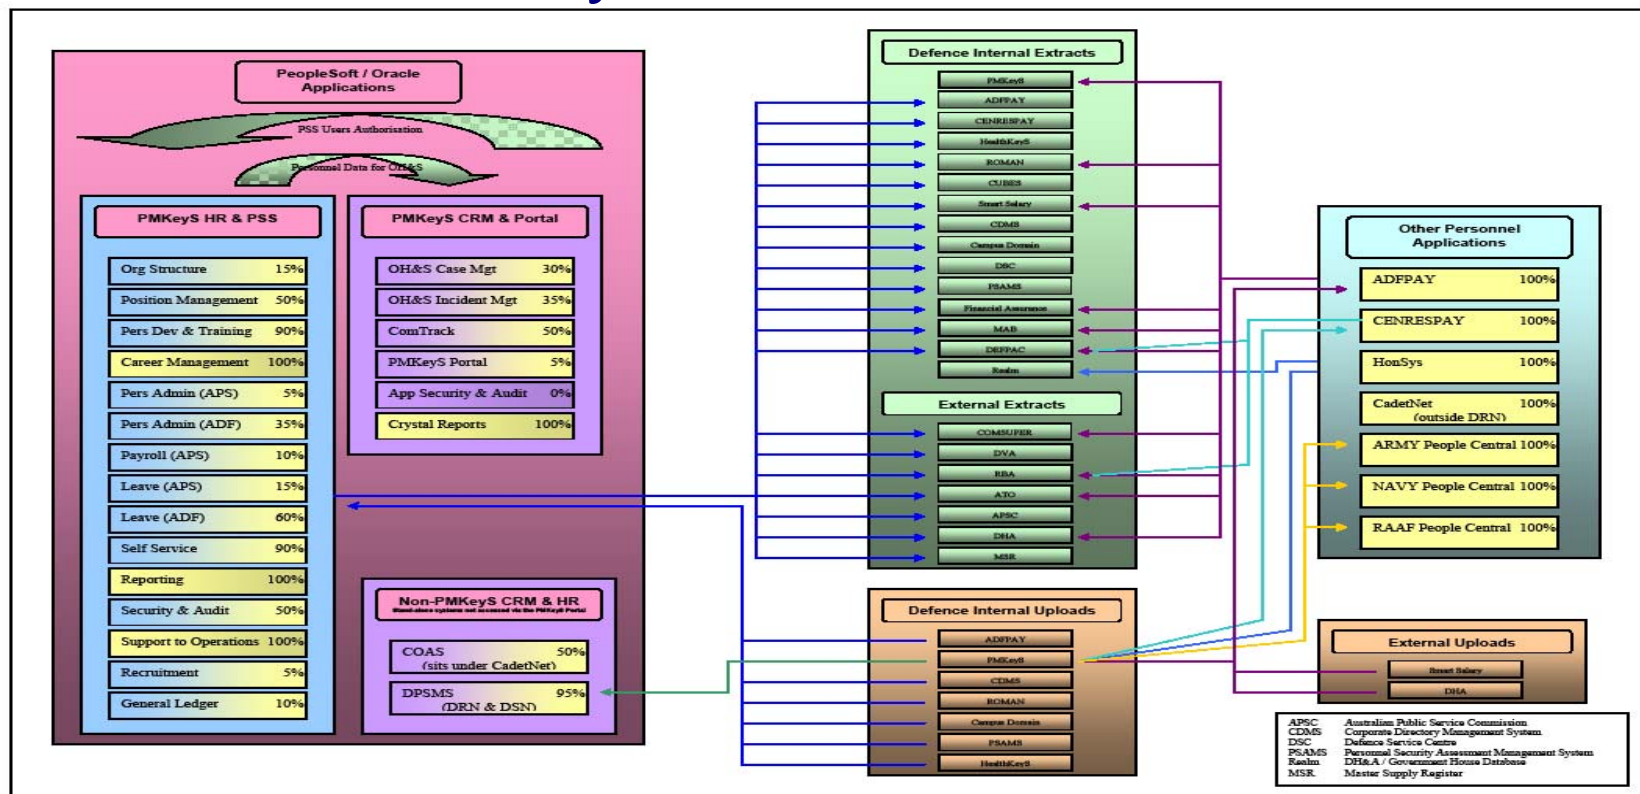 PeopleSoft / Oracle
Applications
PSS Users Authorisation
Personnel Data for OH&S
PMKeyS HR & PSS
Org Structure 15%
Position Management 50%
Pers Dev & Training 90%
Career Management 100%
Pers Admin (APS) 5%
Pers Admin (ADF) 35%
Payroll (APS) 10%
Leave (APS) 15%
Leave (ADF) 60%
Self Service 90%
Reporting 100%
Security & Audit 50%
Support to Operations 100%
Recruitment 5%
General Ledger 10%
PMKeyS CRM & Portal
OH&S Case Mgt 30%
OH&S Incident Mgt 35%
ComTrack 50%
PMKeyS Portal 5%
App Security & Audit 0%
Crystal Reports 100%
Non-PMKeyS CRM & HR
Stand-alone systems not accessed via the PMKeyS Portal
COAS 50%
(sits under CadetNet)
DPSMS 95%
(DRN & DSN)
Defence Internal Extracts
PMKeyS
ADFPAY
CENRESPAY
HealthKeyS
ROMAN
CUBES
Smart Salary
CDMS
Campus Domain
DSC
PSAMS
Financial Assurance
MAB
DEFPAC
Realm
External Extracts
COMSUPER
DVA
RBA
ATO
APSC
DHA
MSR
Defence Internal Uploads
ADFPAY
PMKeyS
CDMS
ROMAN
Campus Domain
PSAMS
HealthKeyS
Other Personnel
Applications
ADFPAY 100%
CENRESPAY 100%
HonSys 100%
CadetNet 100%
(outside DRN)
ARMY People Central 100%
NAVY People Central 100%
RAAF People Central 100%
External Uploads
Smart Salary
DHA
APSC Australian Public Service Commission
CDMS Corporate Directory Management System
DSC Defence Service Centre
PSAMS Personnel Security Assessment Management System
Realm DH&A / Government House Database
MSR Master Supply Register